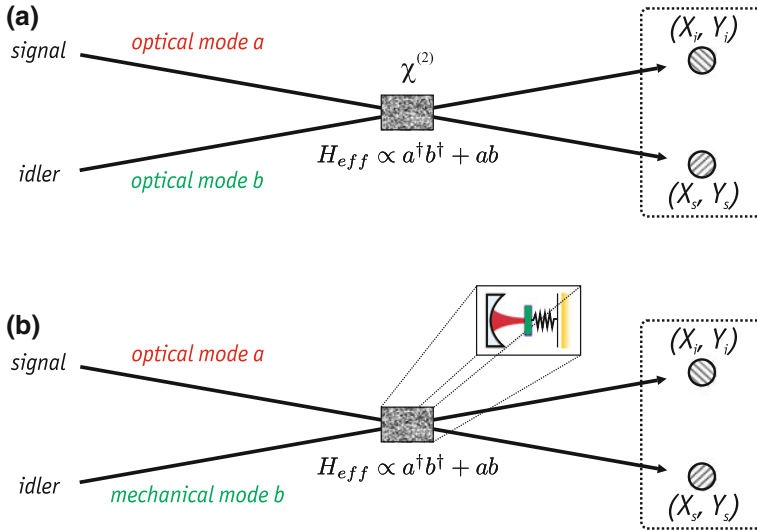 (a)
signal
optical mode a
χ(2)
(Xi, Yi)
Heff ∝ a†b† + ab
idler
optical mode b
(Xs, Ys)
(b)
signal
optical mode a
(Xi, Yi)
Heff ∝ a†b† + ab
idler
mechanical mode b
(Xs, Ys)